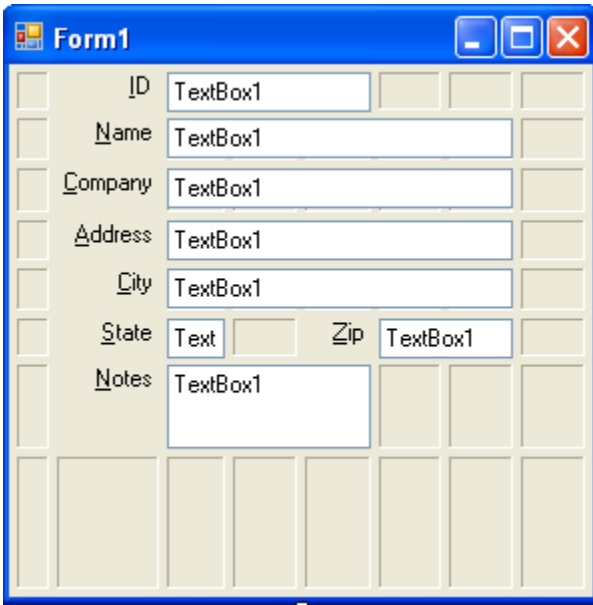 Form1
ID TextBox1
Name TextBox1
Company TextBox1
Address TextBox1
City TextBox1
State Text Zip TextBox1
Notes TextBox1